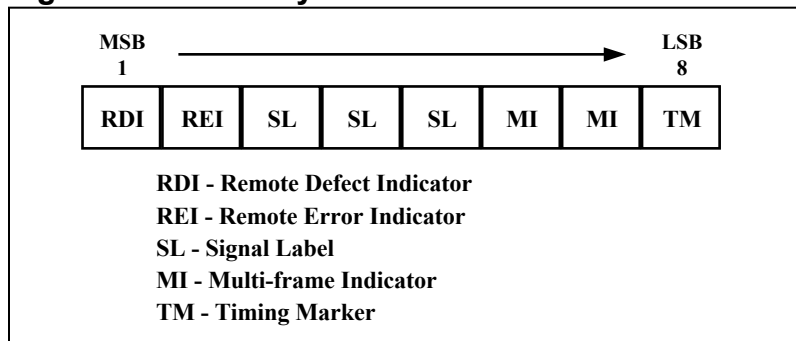 MSB LSB
1 8
RDI REI SL SL SL MI MI TM
RDI - Remote Defect Indicator
REI - Remote Error Indicator
SL - Signal Label
MI - Multi-frame Indicator
TM - Timing Marker